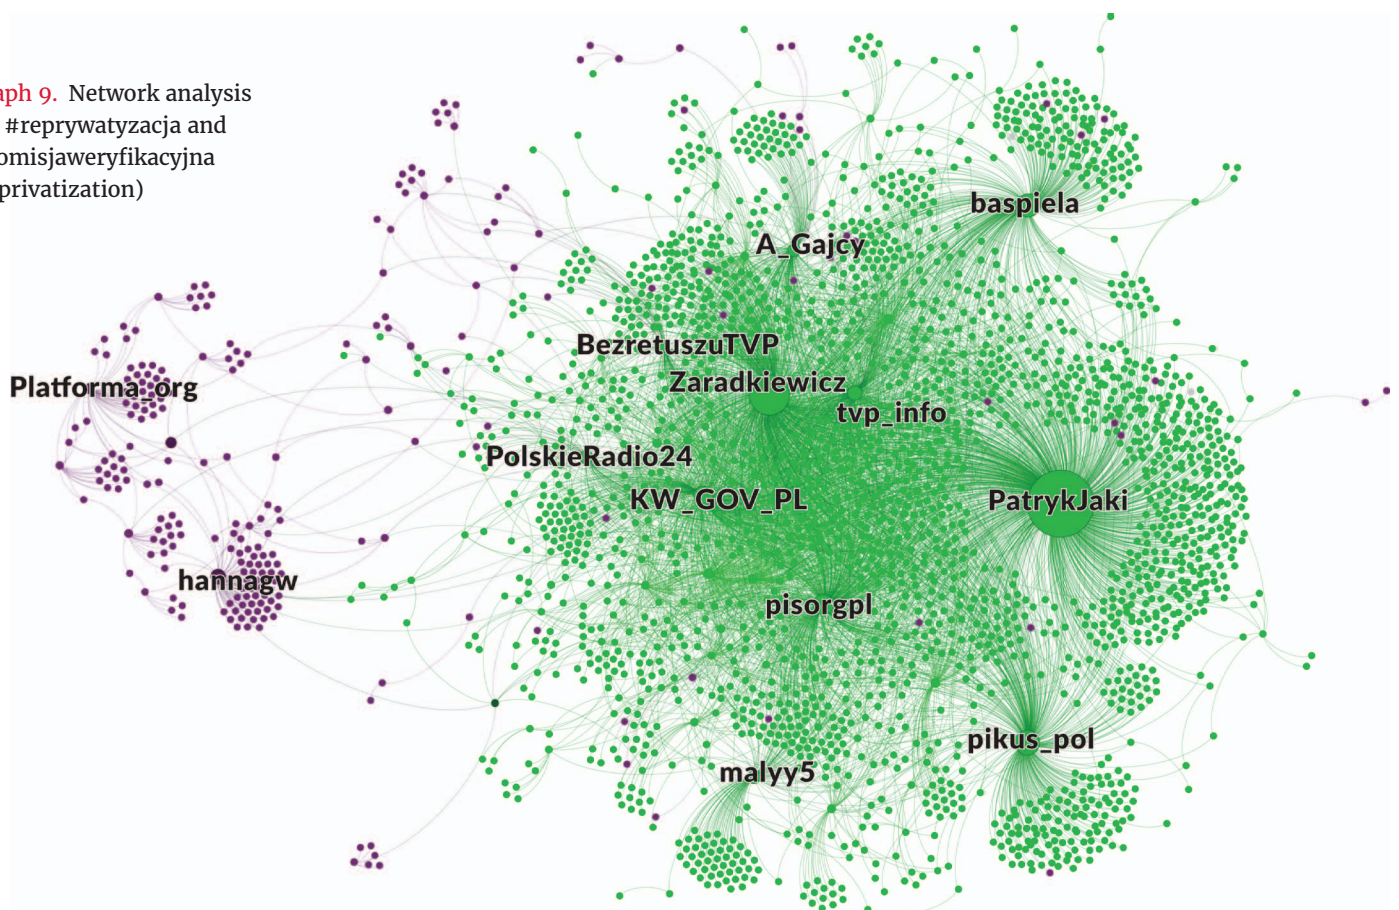 aph 9. Network analysis
#reprywatyzacja and
omisjaweryfikacyjna
privatization)
baspiela
A_Gajcy
BezretuszuTVP
Zaradkiewicz
Platforma_org
tvp_info
PolskieRadio24
KW_GOV_PL
PatrykJaki
hannagw
pisorgpl
pikus_pol
malyy5